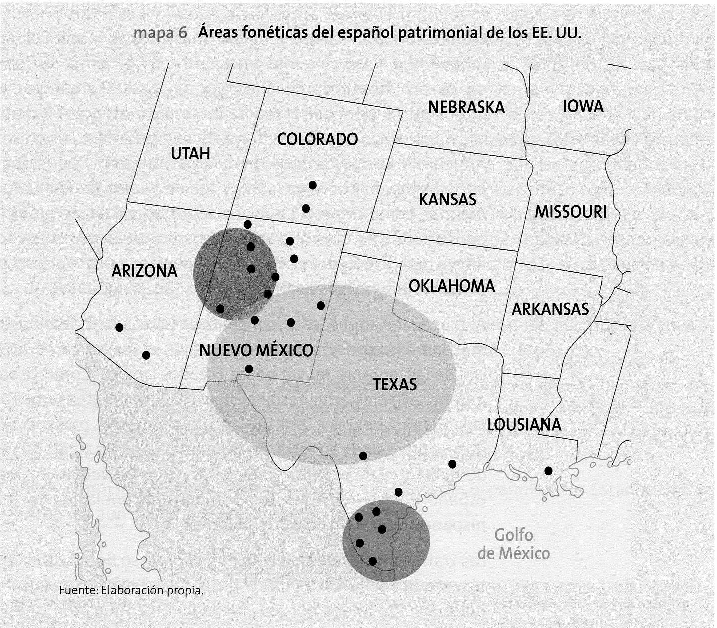 mapa 6 Áreas fonéticas del español patrimonial de los EE. UU.
NEBRASKA
IOWA
COLORADO
UTAH
KANSAS
MISSOURI
ARIZONA
OKLAHOMA
ARKANSAS
NUEVO MÉXICO
TEXAS
LOUSIANA
Golfo
de México
Fuente: Elaboración propia.